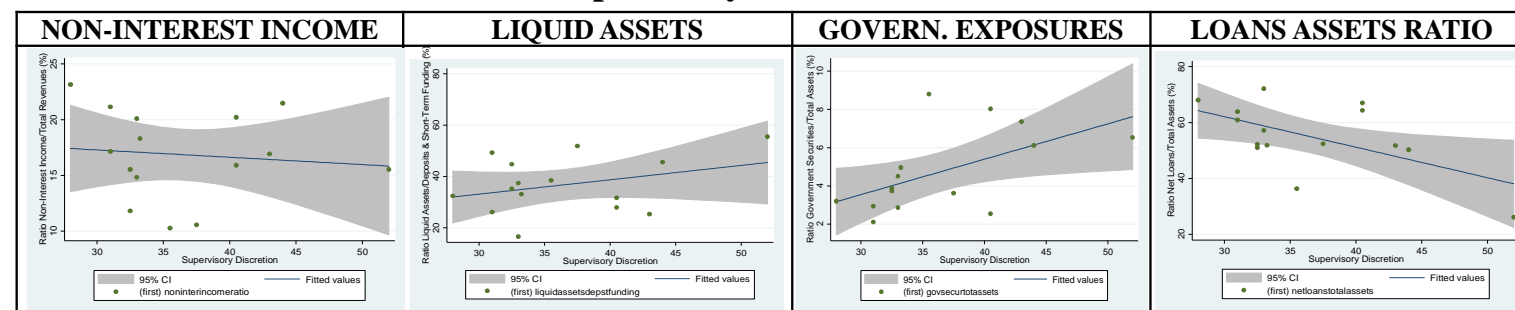 NON-INTEREST INCOME
LIQUID ASSETS
GOVERN. EXPOSURES
LOANS ASSETS RATIO
Ratio Non-Interest Income/Total Revenues (%)
25
20
15
10
30 35 40 45 50
Supervisory Discretion
95% CI Fitted values
(first) noninterincomeratio
Ratio Liquid Assets/Deposits & Short-Term Funding (%)
80
60
40
20
30 35 40 45 50
Supervisory Discretion
95% CI Fitted values
(first) liquidassetsdepstfunding
Ratio Government Securities/Total Assets (%)
10
8
6
4
2
30 35 40 45 50
Supervisory Discretion
95% CI Fitted values
(first) govsecurtotassets
Ratio Net Loans/Total Assets (%)
80
60
40
20
30 35 40 45 50
Supervisory Discretion
95% CI Fitted values
(first) netloanstotalassets